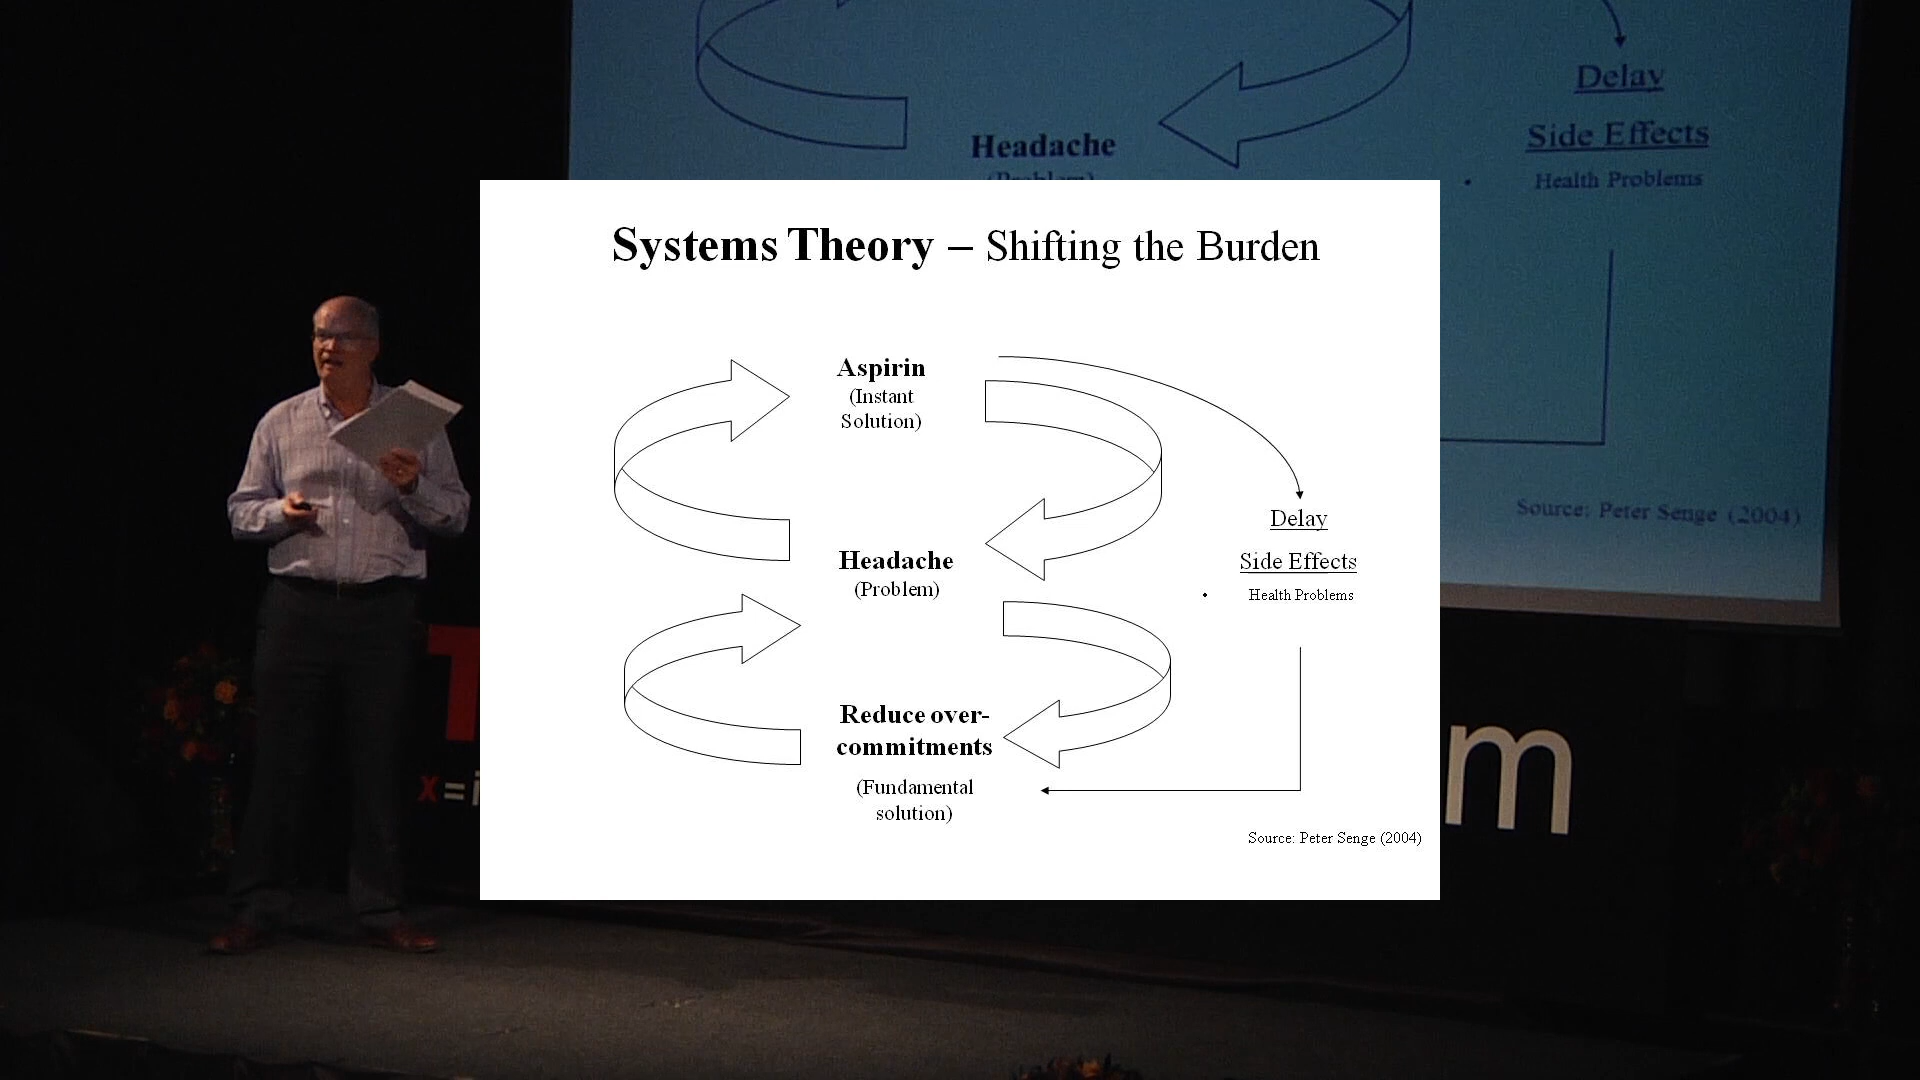 Delay
Side Effects
Headache
• Health Problems
Source: Peter Senge (2004)
Systems Theory – Shifting the Burden
Aspirin
(Instant
Solution)
Delay
Headache
(Problem)
Side Effects
• Health Problems
Reduce over-
commitments
(Fundamental
solution)
Source: Peter Senge (2004)
T
m
x=i